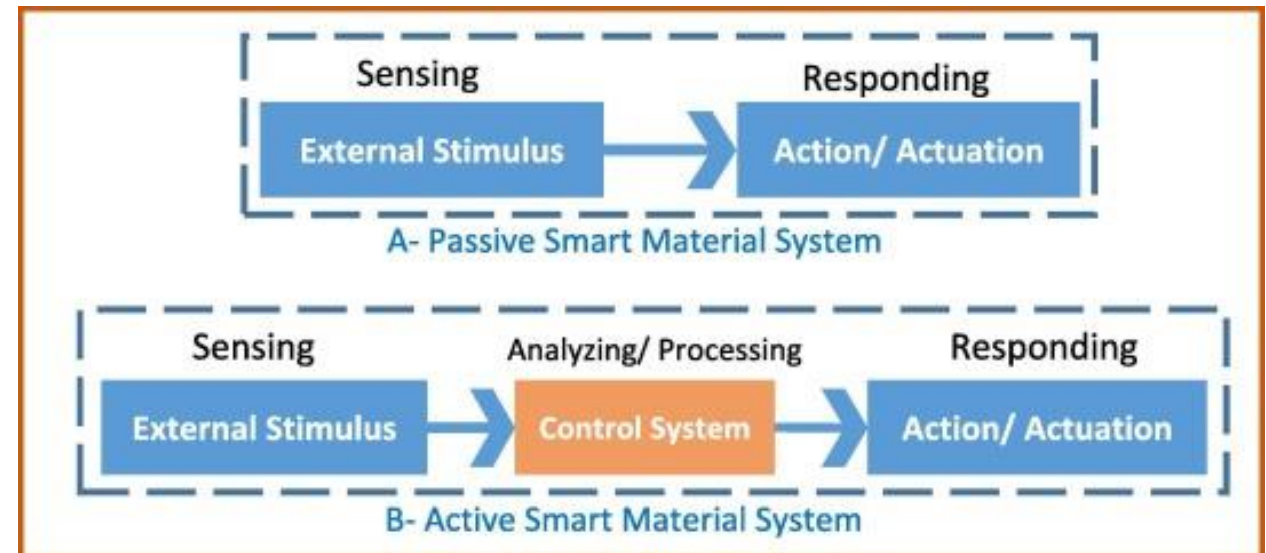 Sensing Responding
External Stimulus Action/ Actuation
A- Passive Smart Material System
Sensing Analyzing/ Processing Responding
External Stimulus Control System Action/ Actuation
B- Active Smart Material System